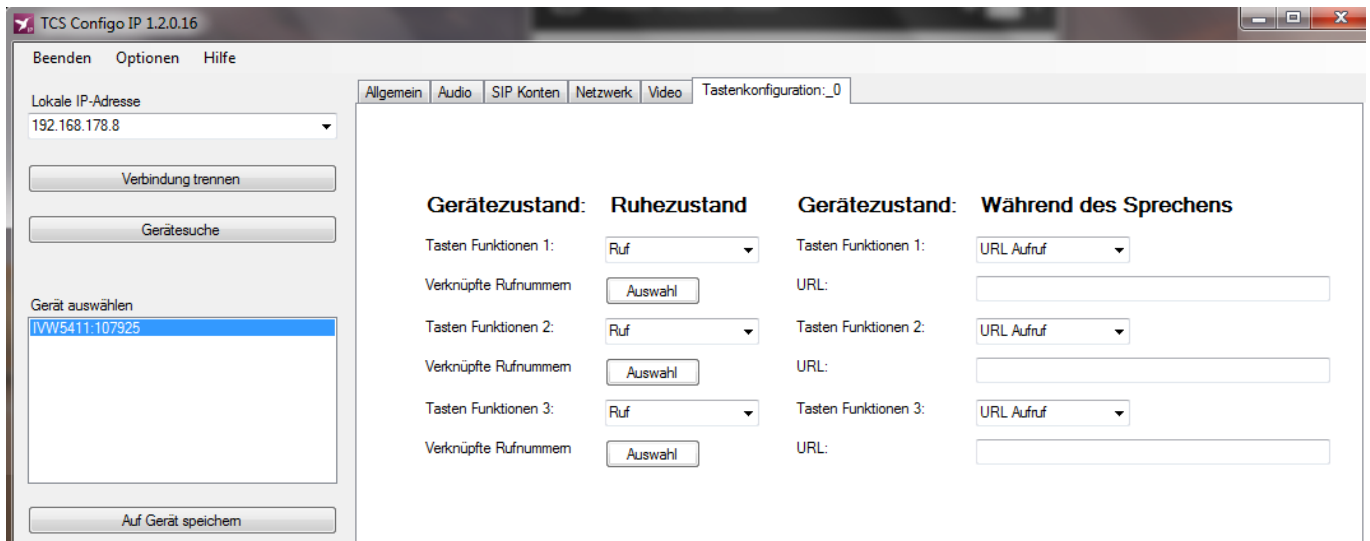 TCS Configo IP 1.2.0.16
Beenden Optionen Hilfe
Lokale IP-Adresse
192.168.178.8
Verbindung trennen
Gerätesuche
Gerät auswählen
IVW5411:107925
Auf Gerät speichern
Allgemein Audio SIP Konten Netzwerk Video Tastenkonfiguration:_0
Gerätezustand: Ruhezustand Gerätezustand: Während des Sprechens
Tasten Funktionen 1: Ruf Tasten Funktionen 1: URL Aufruf
Verknüpfte Rufnummern Auswahl URL:
Tasten Funktionen 2: Ruf Tasten Funktionen 2: URL Aufruf
Verknüpfte Rufnummern Auswahl URL:
Tasten Funktionen 3: Ruf Tasten Funktionen 3: URL Aufruf
Verknüpfte Rufnummern Auswahl URL: